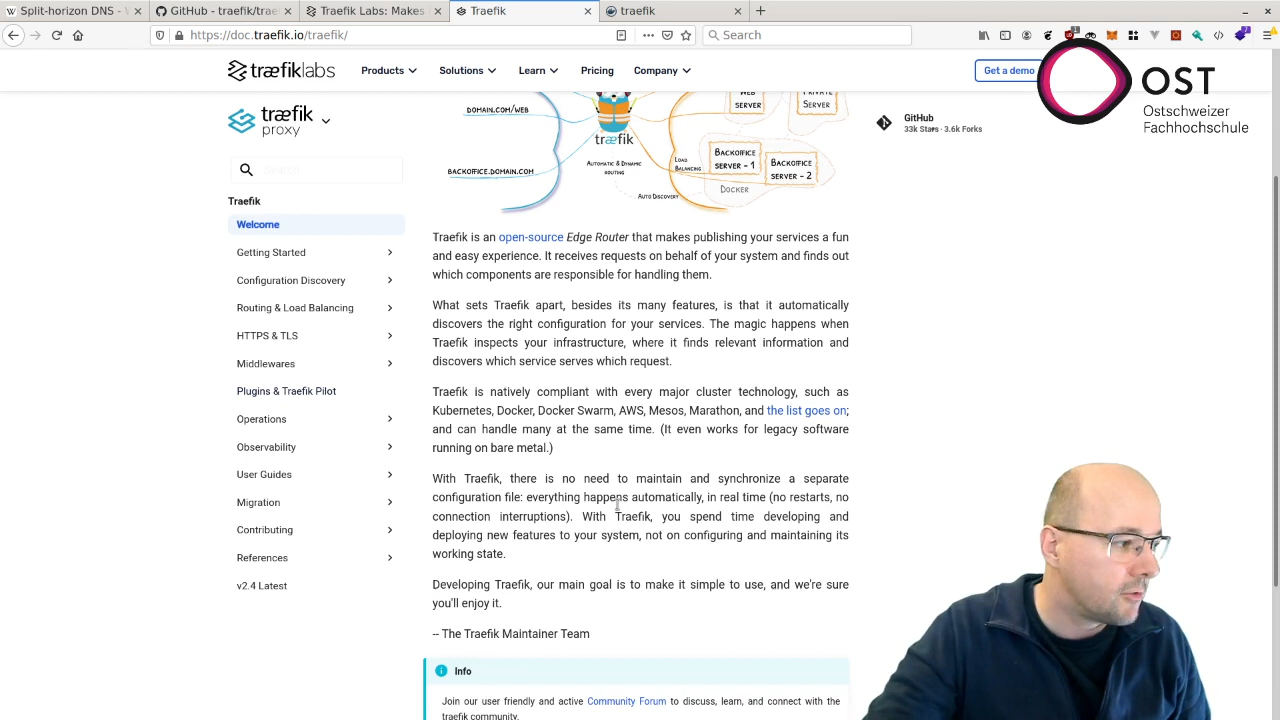 Split-horizon DNS - W
GitHub - traefik/trae
Traefik Labs: Makes
Traefik
traefik
https://doc.traefik.io/traefik/
Search
træfiklabs
Products
Solutions
Learn
Pricing
Company
Get a demo
OST
Ostschweizer
Fachhochschule
træfik
proxy
Search
GitHub
33k Stars · 3.6k Forks
DOMAIN.COM/WEB
BACKOFFICE.DOMAIN.COM
træfik
AUTOMATIC & DYNAMIC
ROUTING
LOAD
BALANCING
AUTO DISCOVERY
WEB
SERVER
PRIVATE
SERVER
BACKOFFICE
SERVER - 1
BACKOFFICE
SERVER - 2
DOCKER
Traefik
Welcome
Getting Started
Configuration Discovery
Routing & Load Balancing
HTTPS & TLS
Middlewares
Plugins & Traefik Pilot
Operations
Observability
User Guides
Migration
Contributing
References
v2.4 Latest
Traefik is an open-source Edge Router that makes publishing your services a fun
and easy experience. It receives requests on behalf of your system and finds out
which components are responsible for handling them.
What sets Traefik apart, besides its many features, is that it automatically
discovers the right configuration for your services. The magic happens when
Traefik inspects your infrastructure, where it finds relevant information and
discovers which service serves which request.
Traefik is natively compliant with every major cluster technology, such as
Kubernetes, Docker, Docker Swarm, AWS, Mesos, Marathon, and the list goes on;
and can handle many at the same time. (It even works for legacy software
running on bare metal.)
With Traefik, there is no need to maintain and synchronize a separate
configuration file: everything happens automatically, in real time (no restarts, no
connection interruptions). With Traefik, you spend time developing and
deploying new features to your system, not on configuring and maintaining its
working state.
Developing Traefik, our main goal is to make it simple to use, and we're sure
you'll enjoy it.
-- The Traefik Maintainer Team
Info
Join our user friendly and active Community Forum to discuss, learn, and connect with the
traefik community.